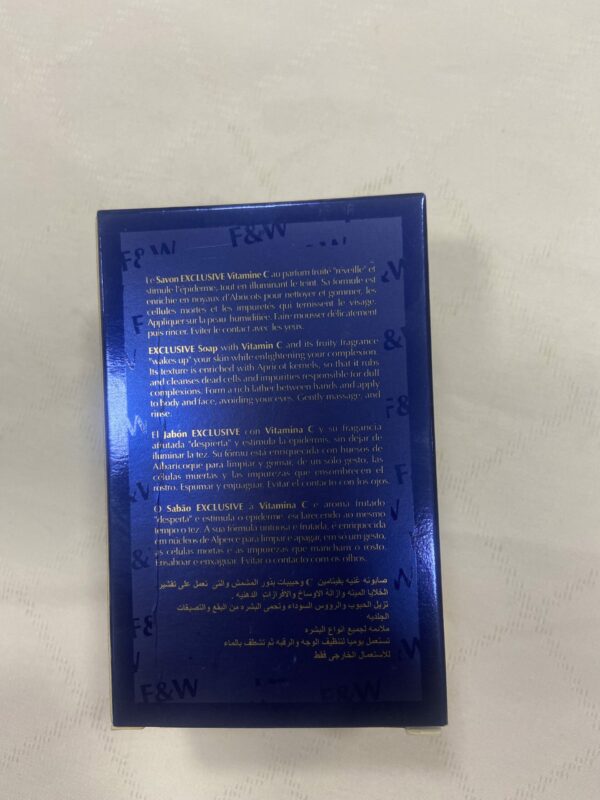 F&W
Le Savon EXCLUSIVE Vitamine C au parfum fruité "réveille" et
stimule l'épiderme, tout en illuminant le teint. Sa formule est
enrichie en noyaux d'Abricots pour nettoyer et gommer, les
cellules mortes et les impuretés qui ternissent le visage.
Appliquer sur la peau humidifiée. Faire mousser délicatement
puis rincer. Eviter le contact avec les yeux.
EXCLUSIVE Soap with Vitamin C and its fruity fragrance
"wakes up" your skin while enlightening your complexion.
Its texture is enriched with Apricot kernels, so that it rubs
and cleanses dead cells and impurities responsible for dull
complexions. Form a rich lather between hands and apply
to body and face, avoiding your eyes. Gently massage, and
rinse.
El Jabón EXCLUSIVE con Vitamina C y su fragancia
afrutada "despierta" y estimula la epidermis, sin dejar de
iluminar la tez. Su fórmula está enriquecida con huesos de
Albaricoque para limpiar y gomar, de un sólo gesto, las
células muertas y las impurezas que ensombrecen el
rostro. Espumar y enjuaguar. Evitar el contacto con los ojos.
O Sabão EXCLUSIVE à Vitamina C e aroma frutado
"desperta" e estimula o epiderme, esclarecendo ao mesmo
tempo o tez. A sua fórmula untuosa e frutada, é enriquecida
em núcleos de Alperce para limpar e apagar, em só um gesto,
as células mortas e as impurezas que mancham o rosto.
Ensaboar e enxaguar. Evitar o contacto com os olhos.
صابونه غنيه بفيتامين C وحبيبات بذور المشمش والتى تعمل على تقشير
الخلايا الميته وازالة الاوساخ والافرازات الدهنيه .
تزيل الحبوب والرؤوس السوداء وتحمى البشره من البقع والتصبغات
الجلديه
ملائمه لجميع انواع البشره
تستعمل يوميا لتنظيف الوجه والرقبه ثم تشطف بالماء
للاستعمال الخارجى فقط
F&W